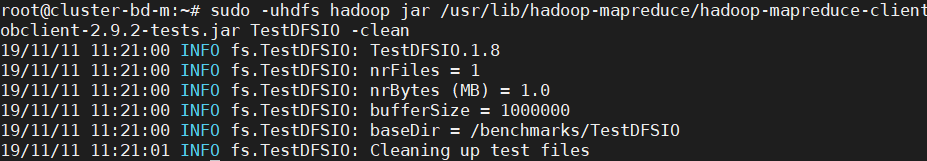 root@cluster-bd-m:~# sudo -uhdfs hadoop jar /usr/lib/hadoop-mapreduce/hadoop-mapreduce-client
obclient-2.9.2-tests.jar TestDFSIO -clean
19/11/11 11:21:00 INFO fs.TestDFSIO: TestDFSIO.1.8
19/11/11 11:21:00 INFO fs.TestDFSIO: nrFiles = 1
19/11/11 11:21:00 INFO fs.TestDFSIO: nrBytes (MB) = 1.0
19/11/11 11:21:00 INFO fs.TestDFSIO: bufferSize = 1000000
19/11/11 11:21:00 INFO fs.TestDFSIO: baseDir = /benchmarks/TestDFSIO
19/11/11 11:21:01 INFO fs.TestDFSIO: Cleaning up test files